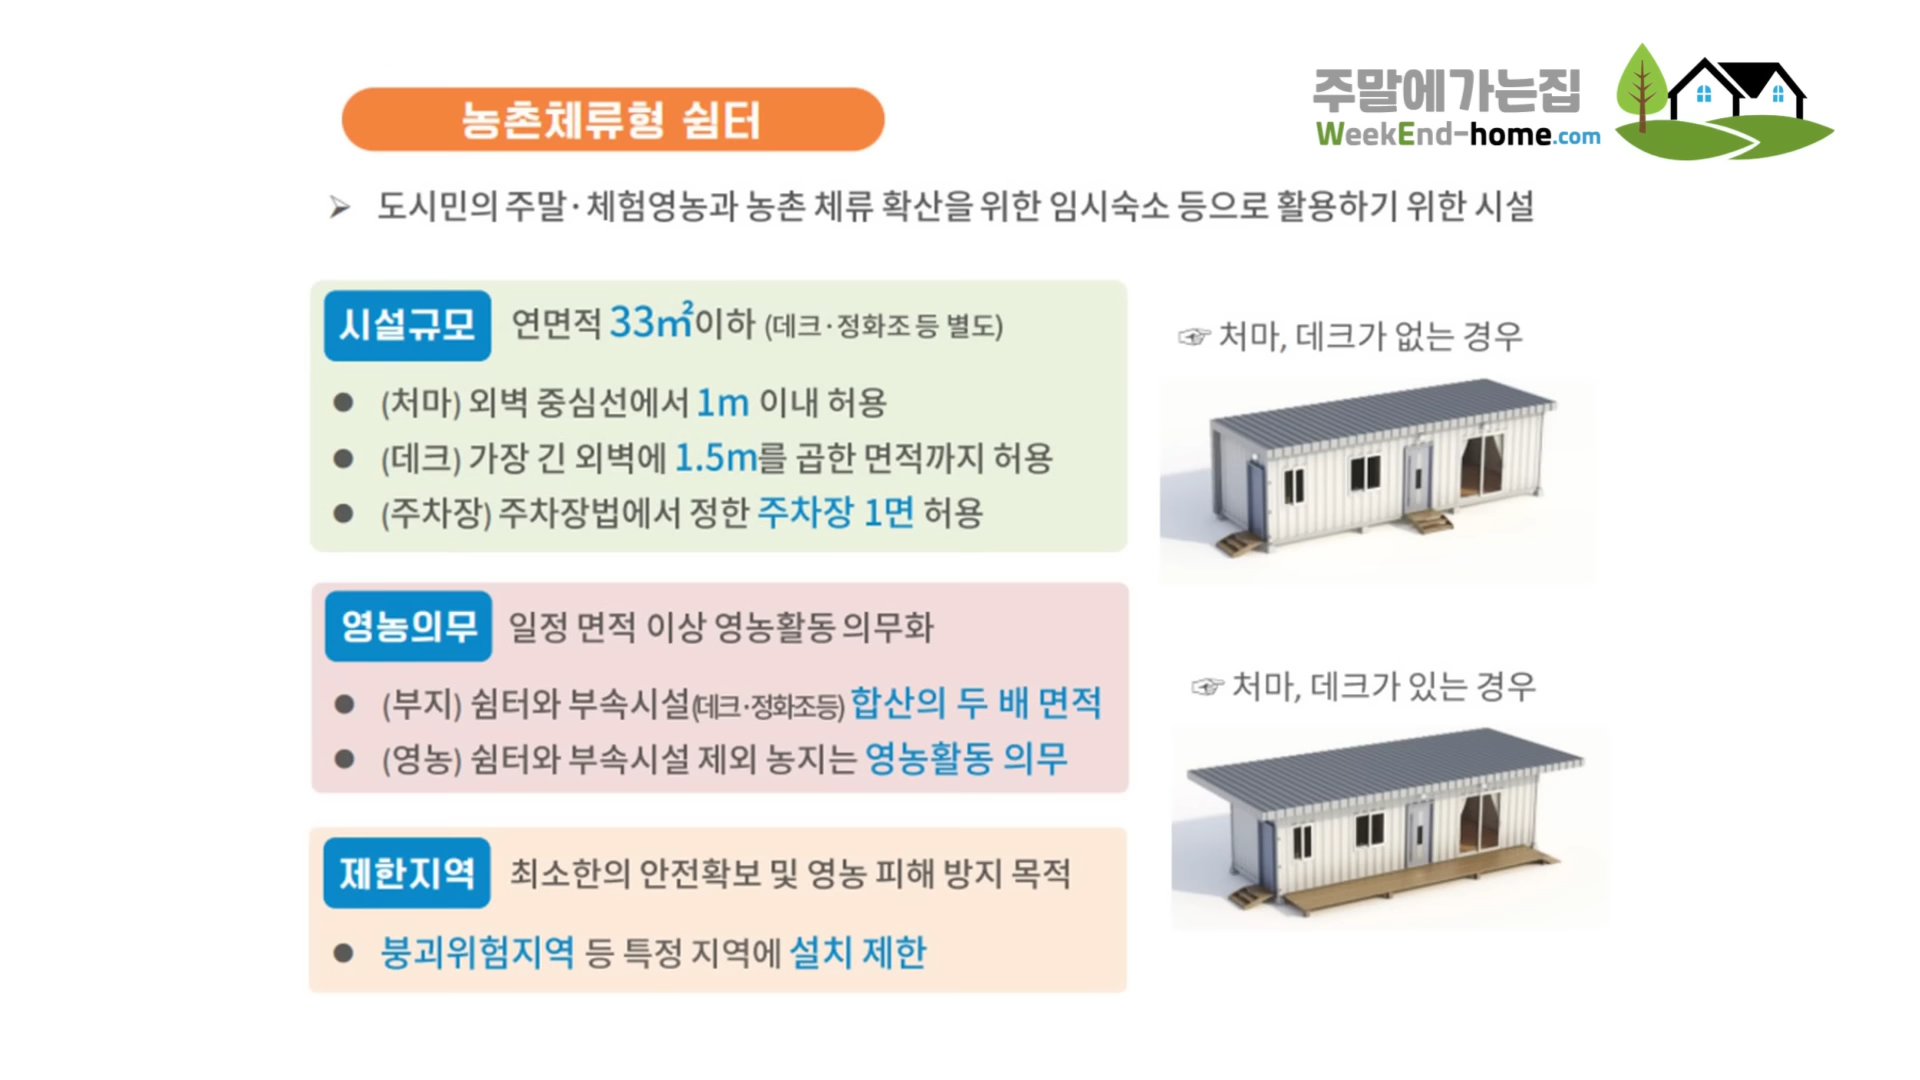 주말에가는집
WeekEnd-home.com
농촌체류형 쉼터
➢ 도시민의 주말·체험영농과 농촌 체류 확산을 위한 임시숙소 등으로 활용하기 위한 시설
시설규모 연면적 33㎡이하 (데크·정화조 등 별도)
● (처마) 외벽 중심선에서 1m 이내 허용
● (데크) 가장 긴 외벽에 1.5m를 곱한 면적까지 허용
● (주차장) 주차장법에서 정한 주차장 1면 허용
☞ 처마, 데크가 없는 경우
영농의무 일정 면적 이상 영농활동 의무화
● (부지) 쉼터와 부속시설(데크·정화조등) 합산의 두 배 면적
● (영농) 쉼터와 부속시설 제외 농지는 영농활동 의무
☞ 처마, 데크가 있는 경우
제한지역 최소한의 안전확보 및 영농 피해 방지 목적
● 붕괴위험지역 등 특정 지역에 설치 제한